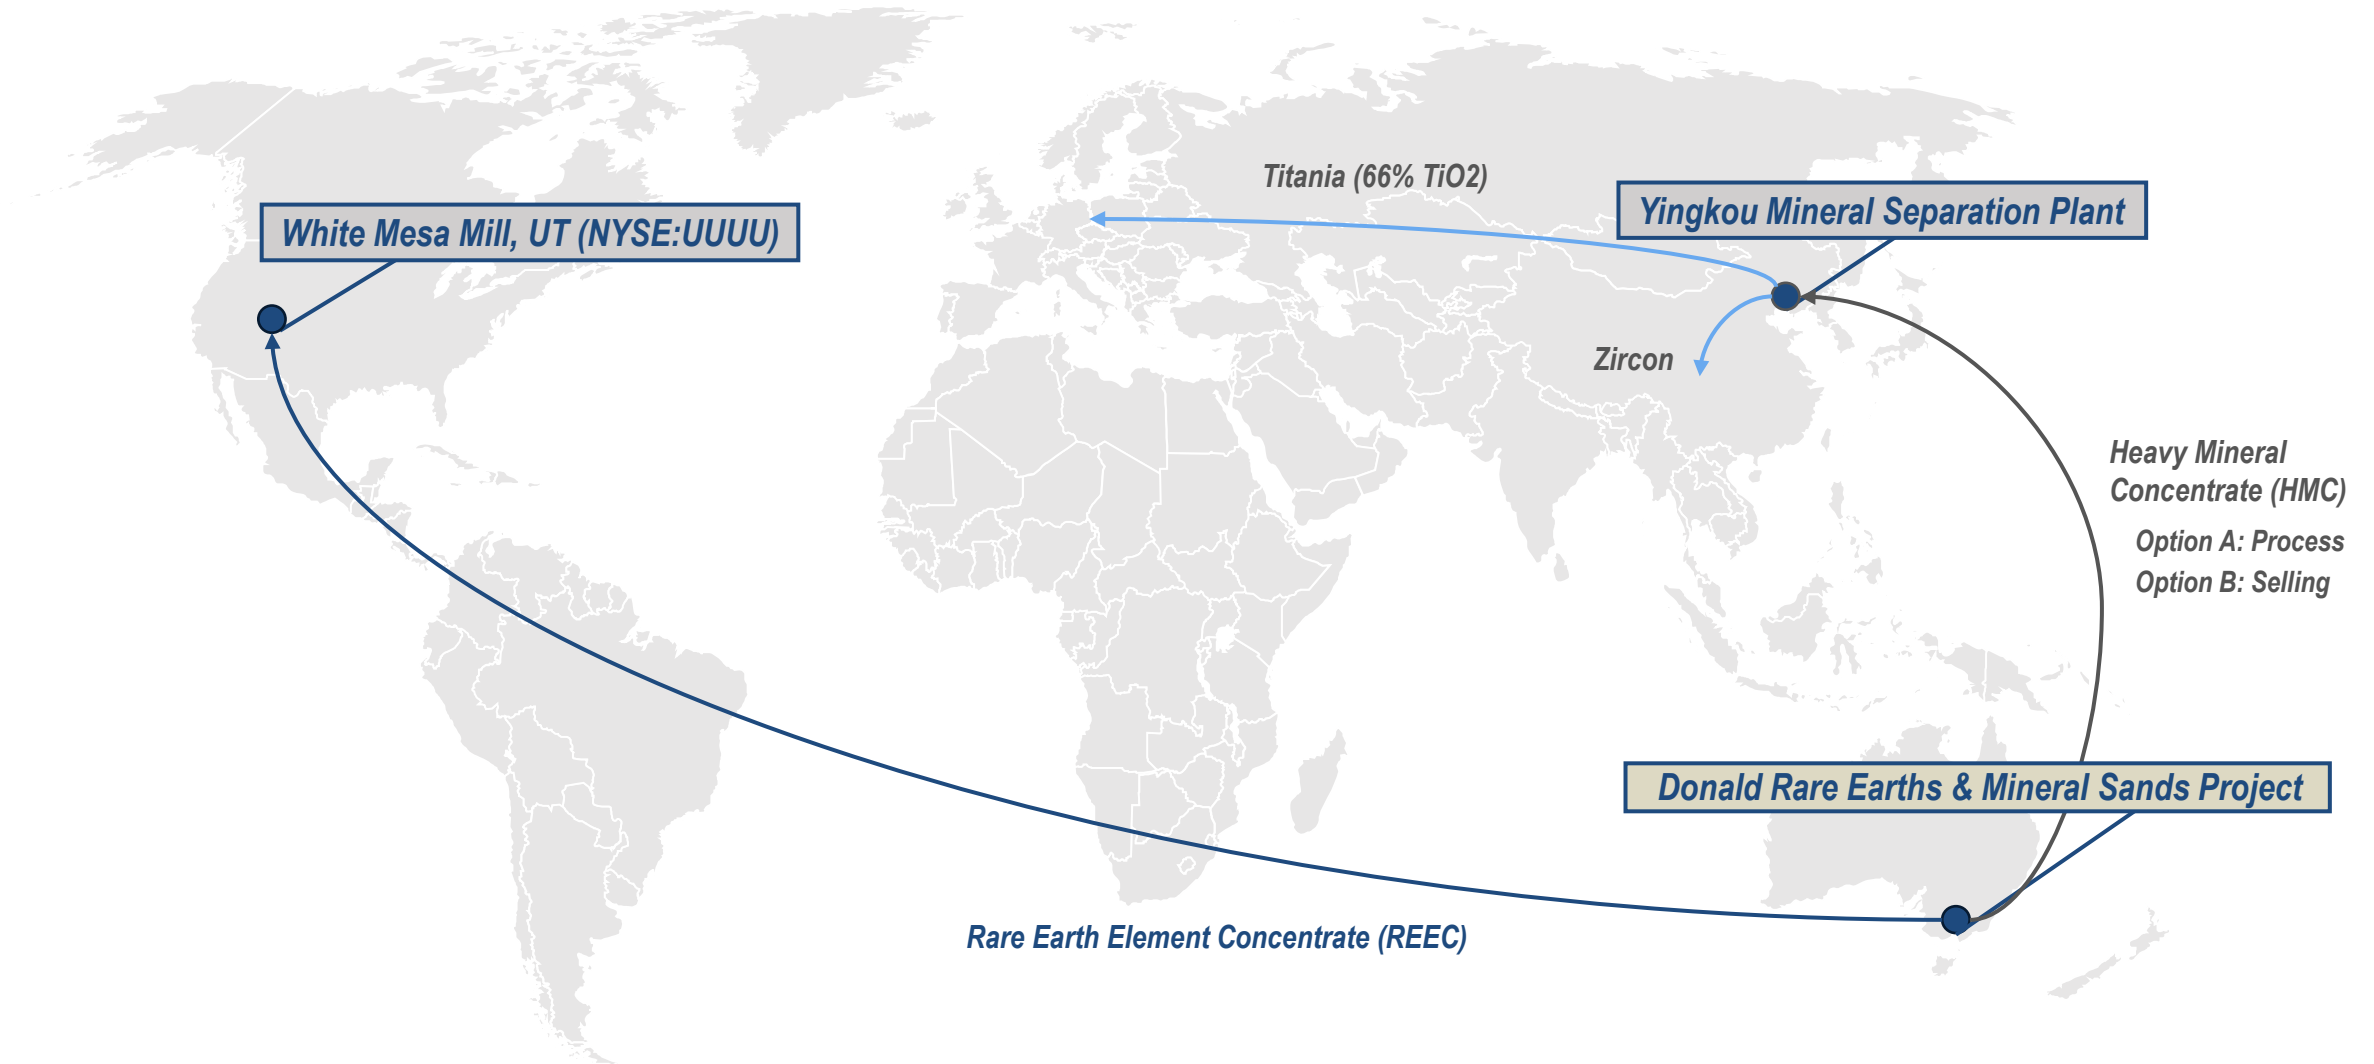 Titania (66% TiO2)
White Mesa Mill, UT (NYSE:UUUU)
Yingkou Mineral Separation Plant
Zircon
Heavy Mineral
Concentrate (HMC)
Option A: Process
Option B: Selling
Donald Rare Earths & Mineral Sands Project
Rare Earth Element Concentrate (REEC)